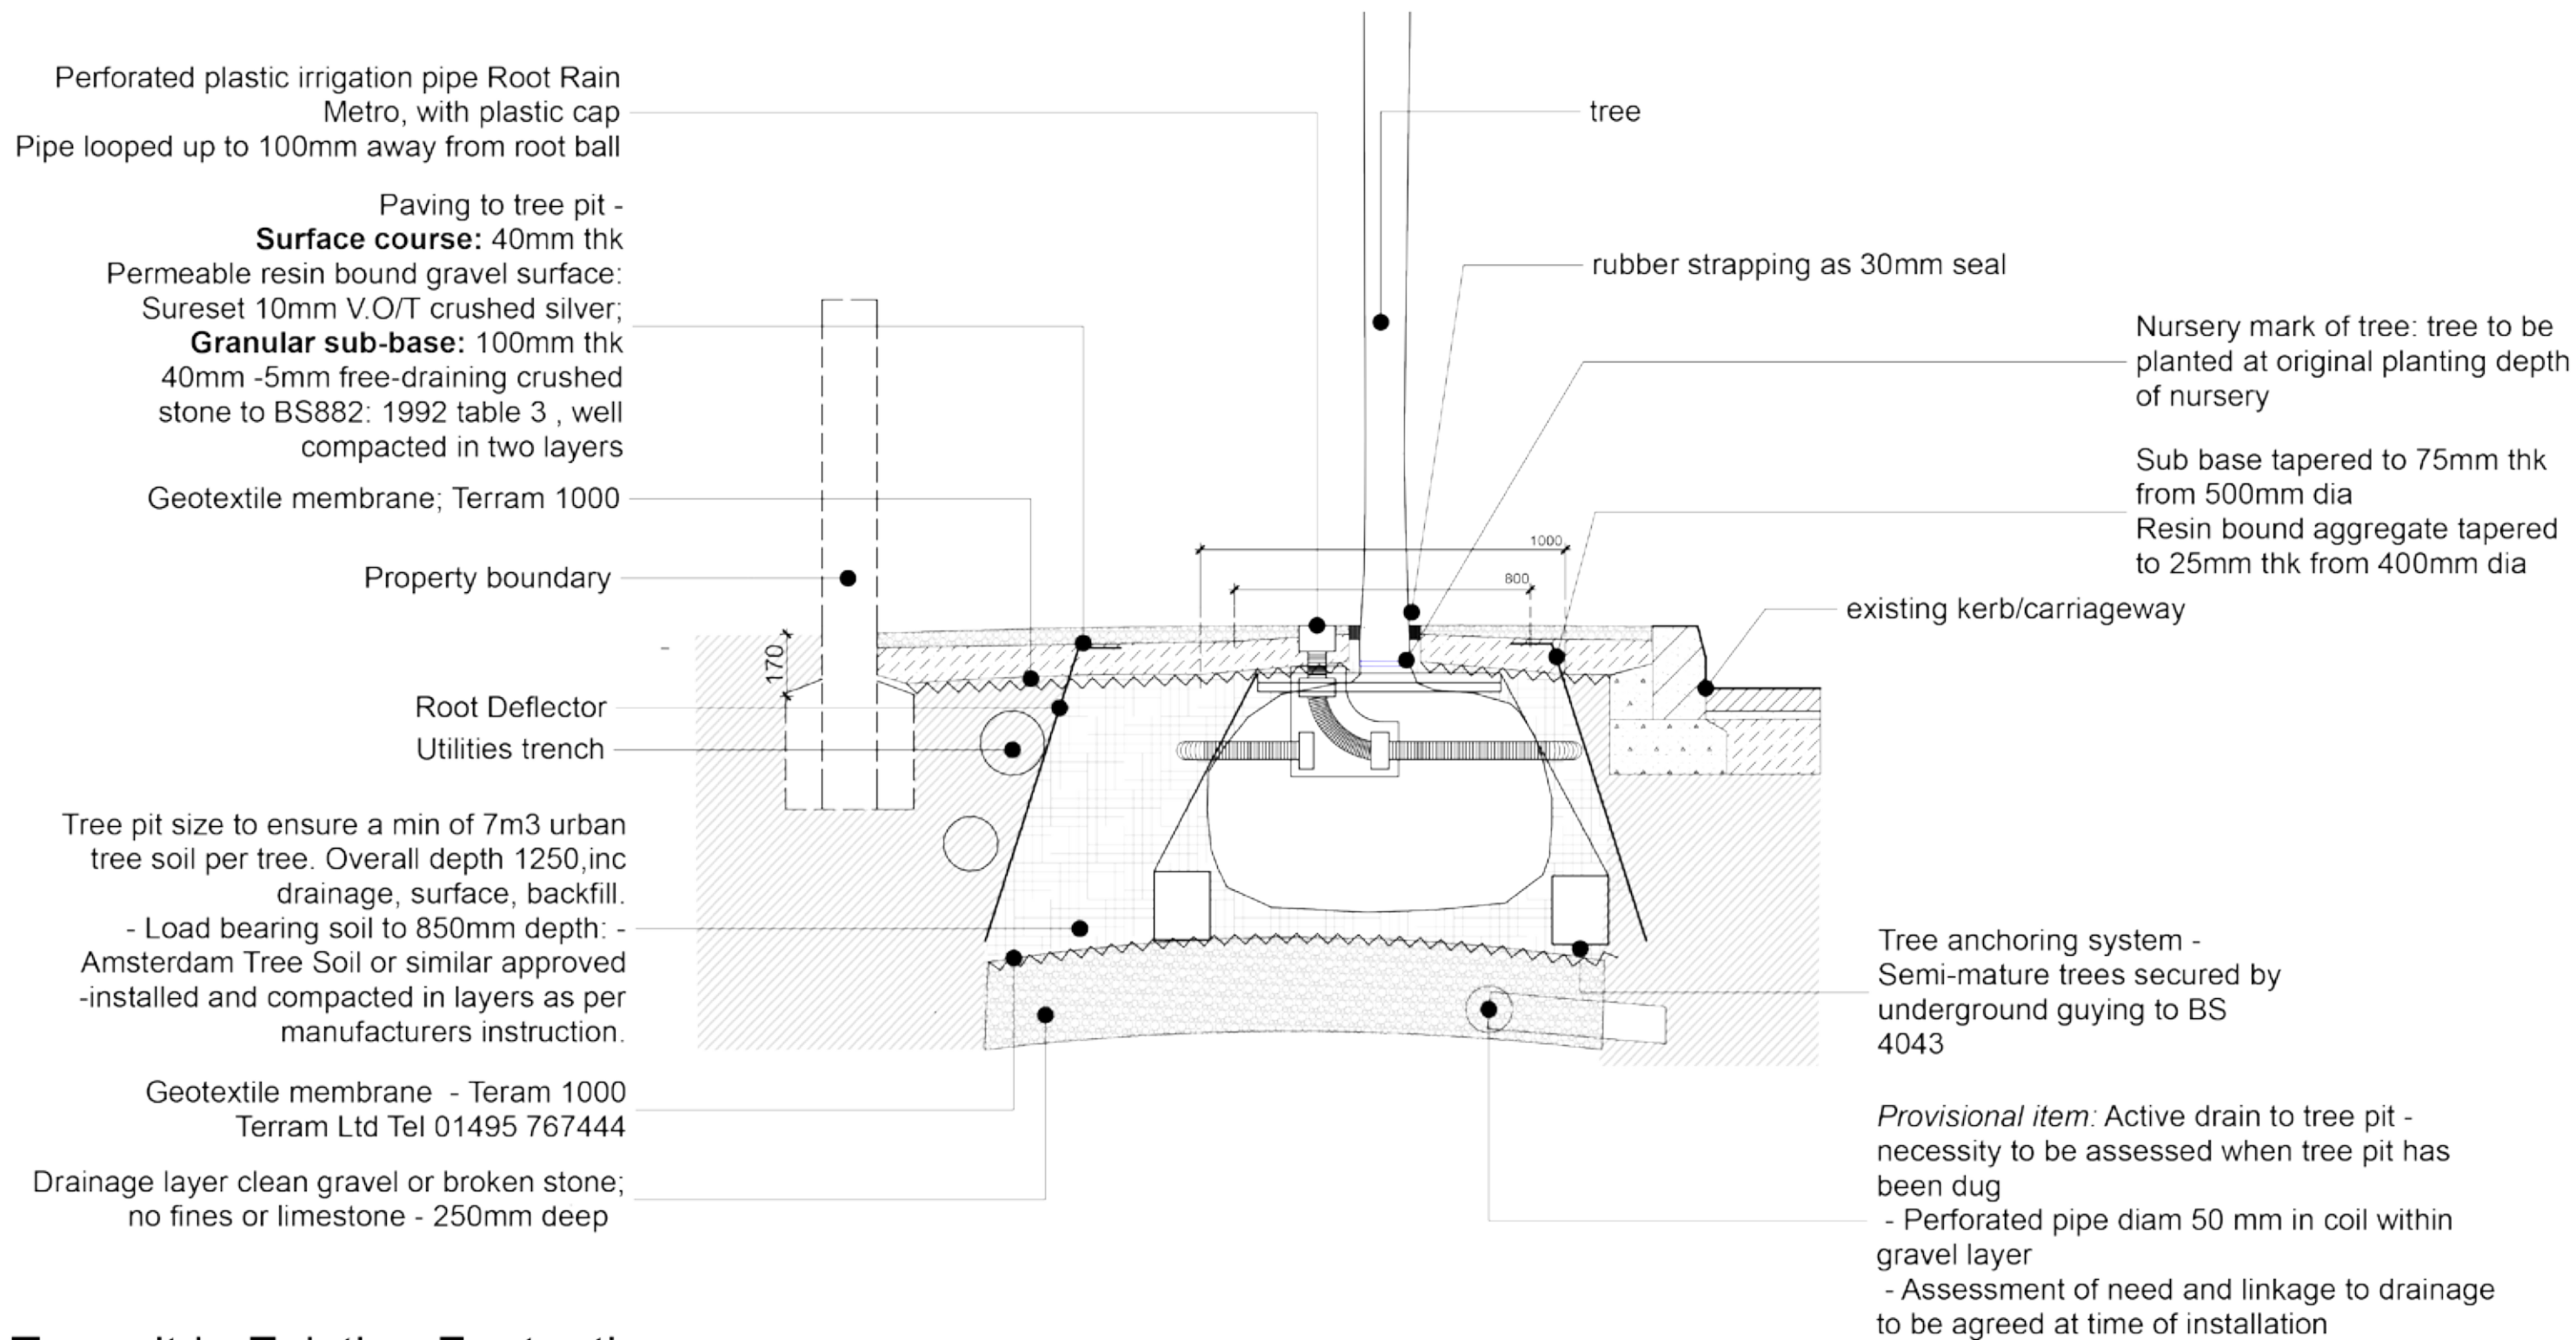 Perforated plastic irrigation pipe Root Rain
Metro, with plastic cap
Pipe looped up to 100mm away from root ball
Paving to tree pit -
Surface course: 40mm thk
Permeable resin bound gravel surface:
Sureset 10mm V.O/T crushed silver;
Granular sub-base: 100mm thk
40mm -5mm free-draining crushed
stone to BS882: 1992 table 3 , well
compacted in two layers
Geotextile membrane; Terram 1000
Property boundary
170
Root Deflector
Utilities trench
Tree pit size to ensure a min of 7m3 urban
tree soil per tree. Overall depth 1250,inc
drainage, surface, backfill.
- Load bearing soil to 850mm depth: -
Amsterdam Tree Soil or similar approved
-installed and compacted in layers as per
manufacturers instruction.
Geotextile membrane - Teram 1000
Terram Ltd Tel 01495 767444
Drainage layer clean gravel or broken stone;
no fines or limestone - 250mm deep
tree
rubber strapping as 30mm seal
Nursery mark of tree: tree to be
planted at original planting depth
of nursery
Sub base tapered to 75mm thk
from 500mm dia
Resin bound aggregate tapered
to 25mm thk from 400mm dia
1000
800
existing kerb/carriageway
Tree anchoring system -
Semi-mature trees secured by
underground guying to BS
4043
Provisional item: Active drain to tree pit -
necessity to be assessed when tree pit has
been dug
- Perforated pipe diam 50 mm in coil within
gravel layer
- Assessment of need and linkage to drainage
to be agreed at time of installation